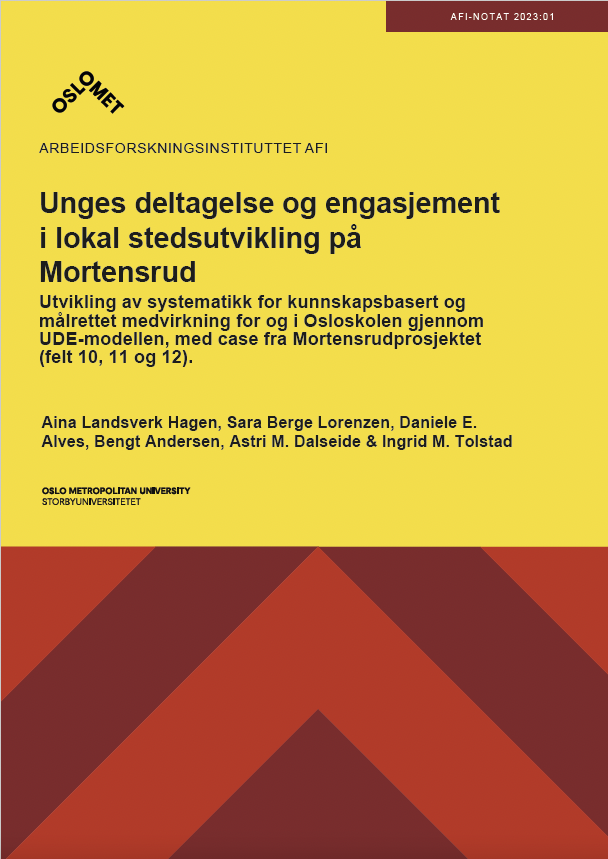 AFI-NOTAT 2023:01
OSLOMET
ARBEIDSFORSKNINGSINSTITUTTET AFI
Unges deltagelse og engasjement
i lokal stedsutvikling på
Mortensrud
Utvikling av systematikk for kunnskapsbasert og
målrettet medvirkning for og i Osloskolen gjennom
UDE-modellen, med case fra Mortensrudprosjektet
(felt 10, 11 og 12).
Aina Landsverk Hagen, Sara Berge Lorenzen, Daniele E.
Alves, Bengt Andersen, Astri M. Dalseide & Ingrid M. Tolstad
OSLO METROPOLITAN UNIVERSITY
STORBYUNIVERSITETET